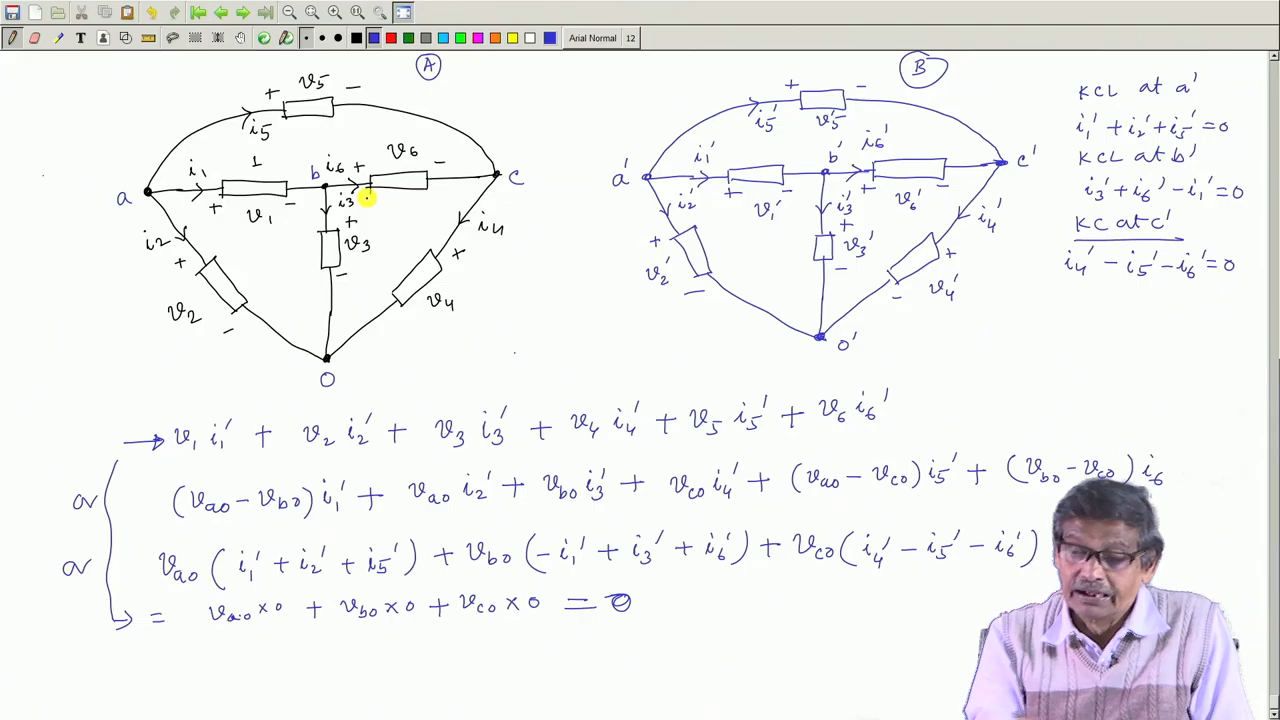 Arial Normal 12
A
B
v5 + −
i5
i1 1 b i6 + v6 −
a + v1 − i3 c
i2 + v3 i4 +
+ v2 − − v4
O
+ −
i5' v5' i6'
a' i1' b' c'
i2' + v1' − i3' + v6' − i4'
+ v2' − + v3' − + v4' −
o'
KCL at a'
i1' + i2' + i5' = 0
KCL at b'
i3' + i6' − i1' = 0
KC at c'
i4' − i5' − i6' = 0
→ v1 i1' + v2 i2' + v3 i3' + v4 i4' + v5 i5' + v6 i6'
or (vao − vbo) i1' + vao i2' + vbo i3' + vco i4' + (vao − vco) i5' + (vbo − vco) i6
or vao (i1' + i2' + i5') + vbo (−i1' + i3' + i6') + vco (i4' − i5' − i6')
= vao × 0 + vbo × 0 + vco × 0 = 0